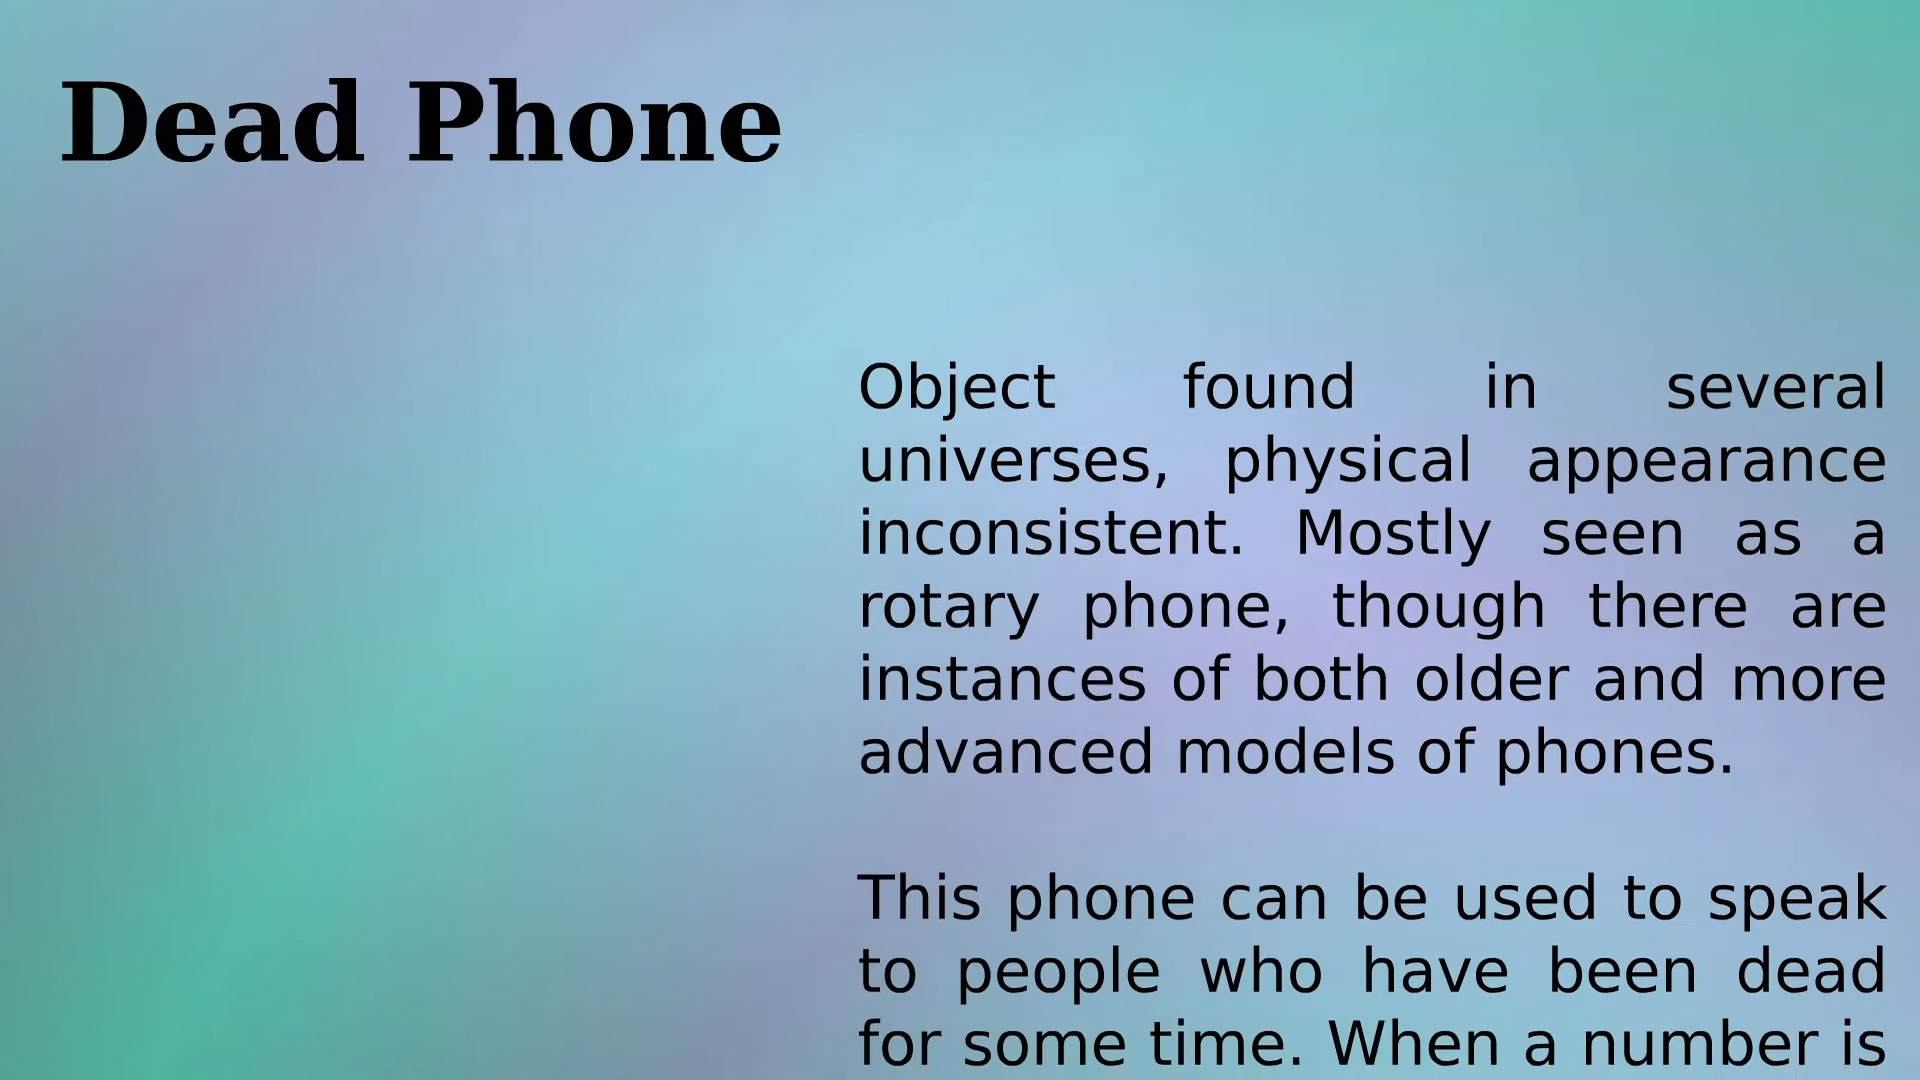 Dead Phone
Object found in several
universes, physical appearance
inconsistent. Mostly seen as a
rotary phone, though there are
instances of both older and more
advanced models of phones.
This phone can be used to speak
to people who have been dead
for some time. When a number is